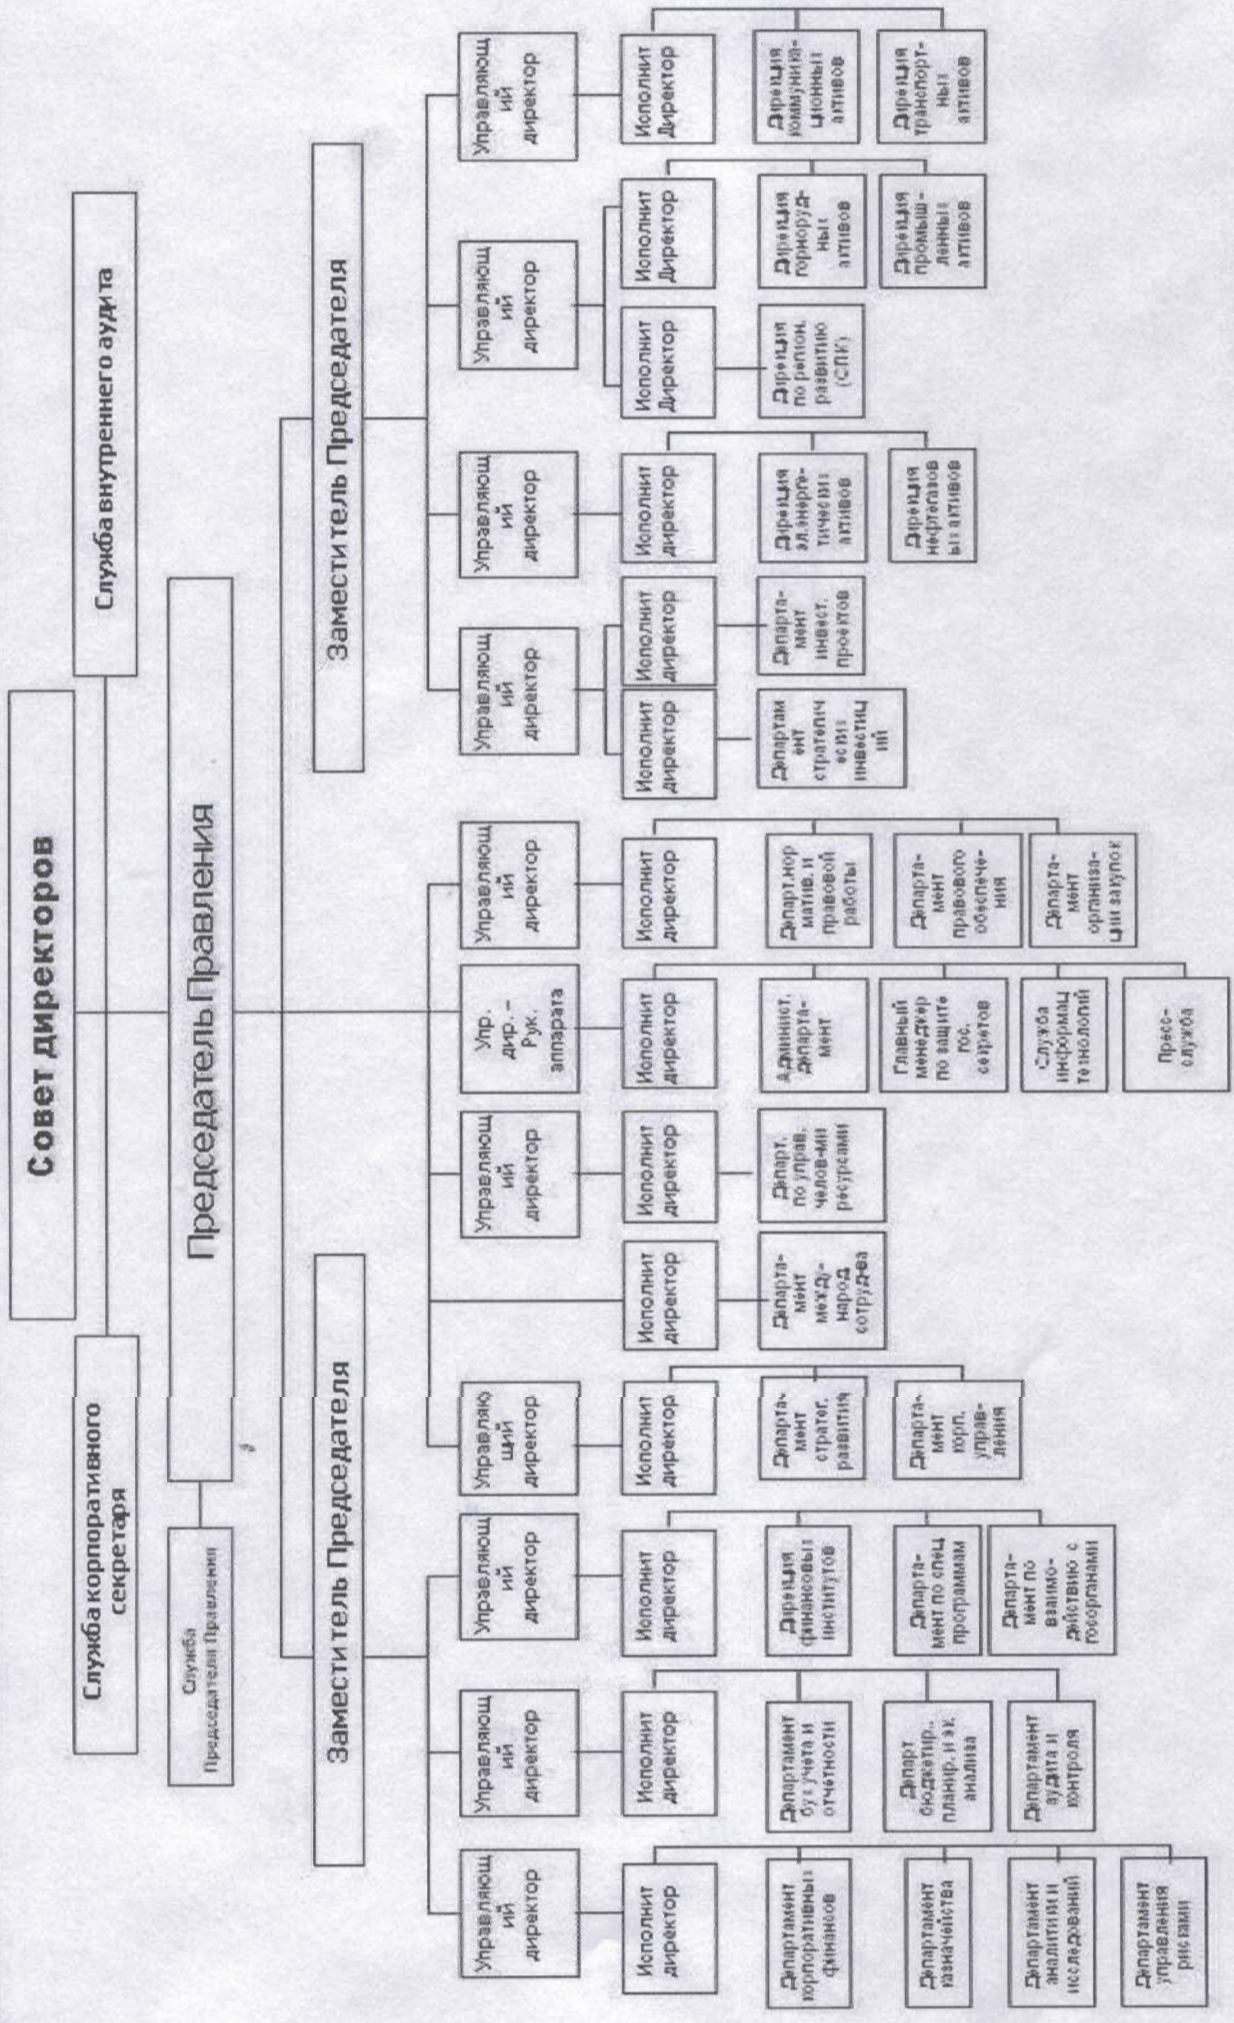 Совет директоров
Служба корпоративного
секретаря
Служба внутреннего аудита
Председатель Правления
Служба
Председателя Правления
Заместитель Председателя
Заместитель Председателя
Управляющ
ий
директор
Управляющ
ий
директор
Управляющ
ий
директор
Управляю
щий
директор
Управляющ
ий
директор
Упр.
дир. –
Рук.
аппарата
Управляющ
ий
директор
Управляющ
ий
директор
Управляющ
ий
директор
Управляющ
ий
директор
Управляющ
ий
директор
Исполнит
директор
Исполнит
директор
Исполнит
директор
Исполнит
директор
Исполнит
директор
Исполнит
директор
Исполнит
директор
Исполнит
директор
Исполнит
директор
Исполнит
директор
Исполнит
директор
Исполнит
Директор
Исполнит
Директор
Исполнит
Директор
Департамент
корпоративных
финансов
Департамент
казначейства
Департамент
аналитики и
исследований
Департамент
управления
рисками
Департамент
бух учета и
отчетности
Департ
бюджетир.,
планир. и эк.
анализа
Департамент
аудита и
контроля
Дирекция
финансовых
институтов
Департа-
мент по спец
программам
Департа-
мент по
взаимо-
действию с
госорганами
Департа-
мент
стратег.
развития
Департа-
мент
корп.
управ-
ления
Департа-
мент
между-
народ
сотруд-ва
Департ.
по управ.
челов-ми
ресурсами
Админист.
департа-
мент
Главный
менеджер
по защите
гос.
секретов
Служба
информац
технологий
Пресс-
служба
Департ.нор
матив. и
правовой
работы
Департа-
мент
правового
обеспече-
ния
Департа-
мент
организа-
ции закупок
Департам
ент
стратегич
еских
инвестиц
ий
Департа-
мент
инвест.
проектов
Дирекция
эл.энерге-
тических
активов
Дирекция
нефтегазов
ых активов
Дирекция
по регион.
развитию
(СПК)
Дирекция
горноруд-
ных
активов
Дирекция
промыш-
ленных
активов
Дирекция
коммуника-
ционных
активов
Дирекция
транспорт-
ных
активов